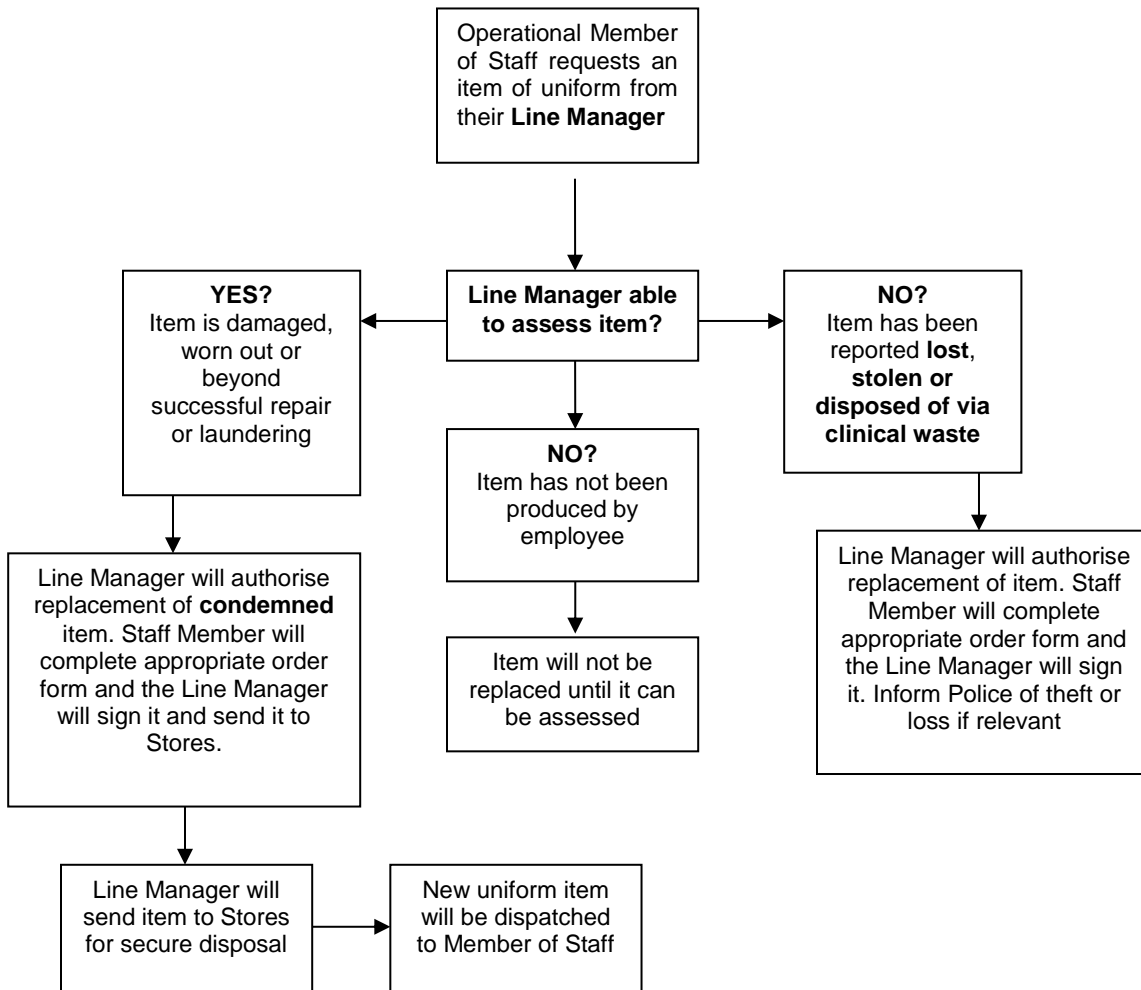 Operational Member
of Staff requests an
item of uniform from
their Line Manager
YES?
Item is damaged,
worn out or
beyond
successful repair
or laundering
Line Manager able
to assess item?
NO?
Item has been
reported lost,
stolen or
disposed of via
clinical waste
NO?
Item has not been
produced by
employee
Line Manager will authorise
replacement of condemned
item. Staff Member will
complete appropriate order
form and the Line Manager
will sign it and send it to
Stores.
Item will not be
replaced until it can
be assessed
Line Manager will authorise
replacement of item. Staff
Member will complete
appropriate order form and
the Line Manager will sign
it. Inform Police of theft or
loss if relevant
Line Manager will
send item to Stores
for secure disposal
New uniform item
will be dispatched
to Member of Staff